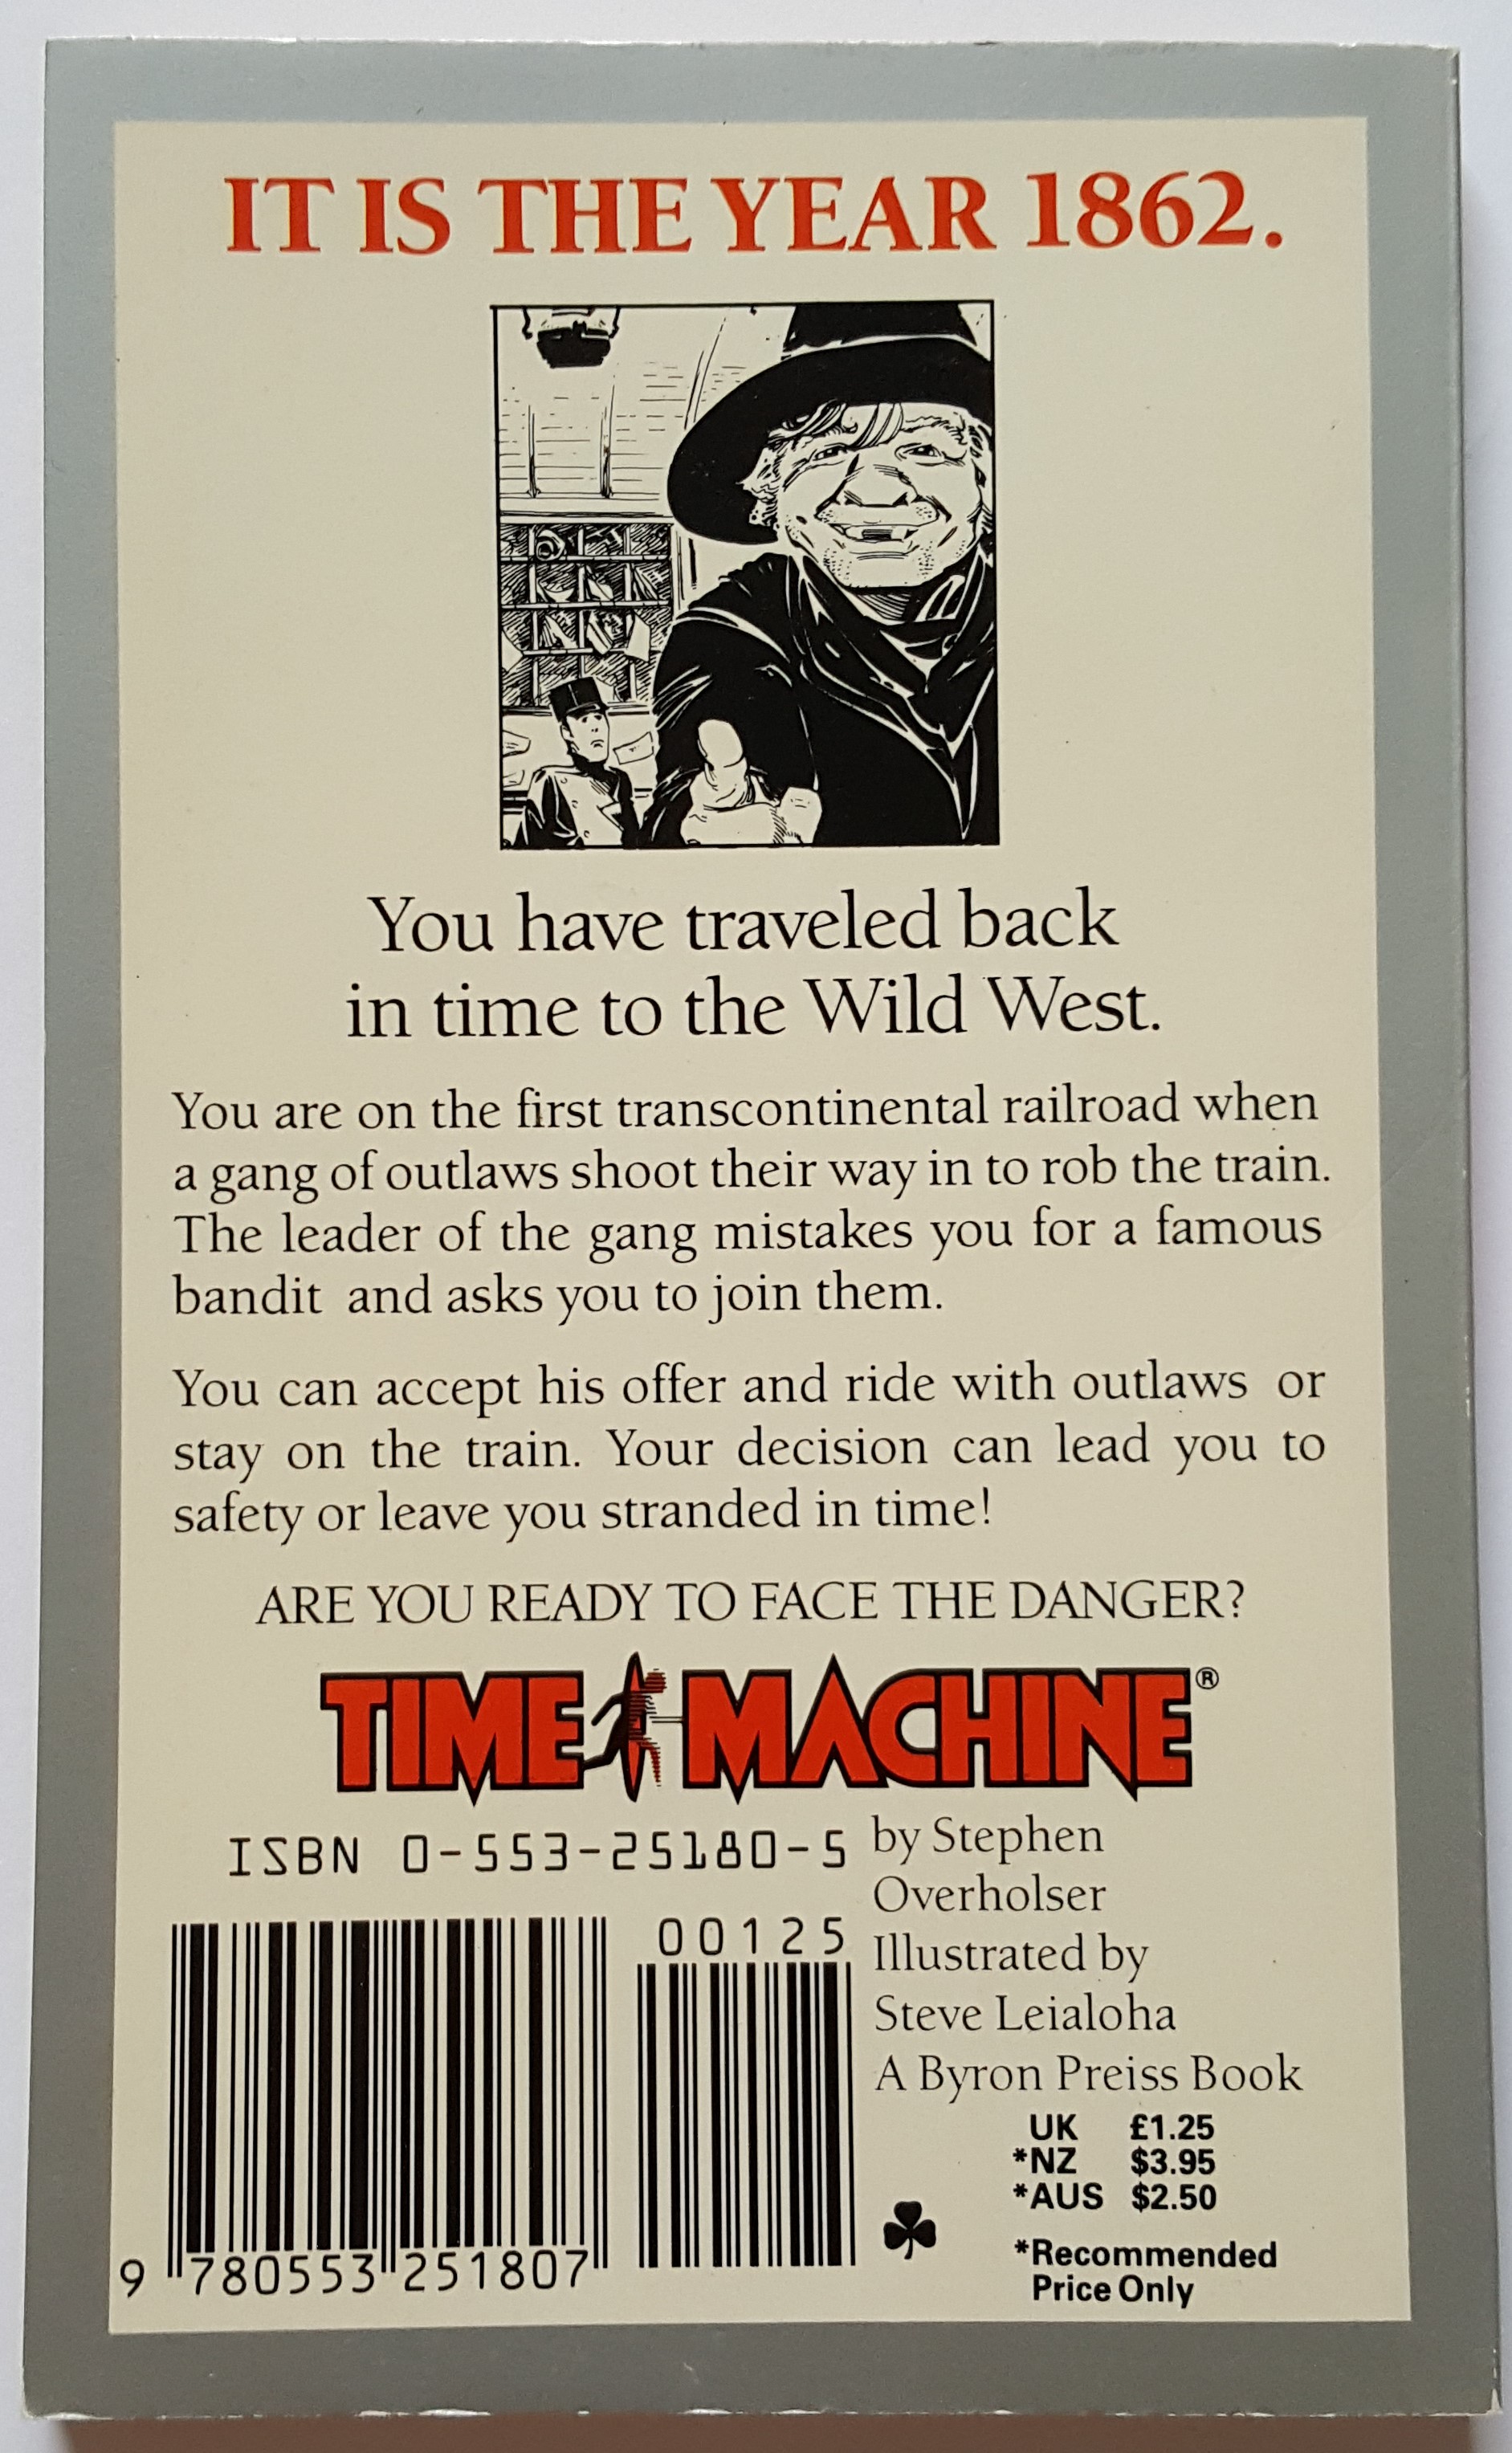 IT IS THE YEAR 1862.
You have traveled back
in time to the Wild West.
You are on the first transcontinental railroad when
a gang of outlaws shoot their way in to rob the train.
The leader of the gang mistakes you for a famous
bandit and asks you to join them.
You can accept his offer and ride with outlaws or
stay on the train. Your decision can lead you to
safety or leave you stranded in time!
ARE YOU READY TO FACE THE DANGER?
TIME MACHINE®
ISBN 0-553-25180-5
00125
9 780553 251807
by Stephen
Overholser
Illustrated by
Steve Leialoha
A Byron Preiss Book
UK £1.25
*NZ $3.95
*AUS $2.50
*Recommended
Price Only